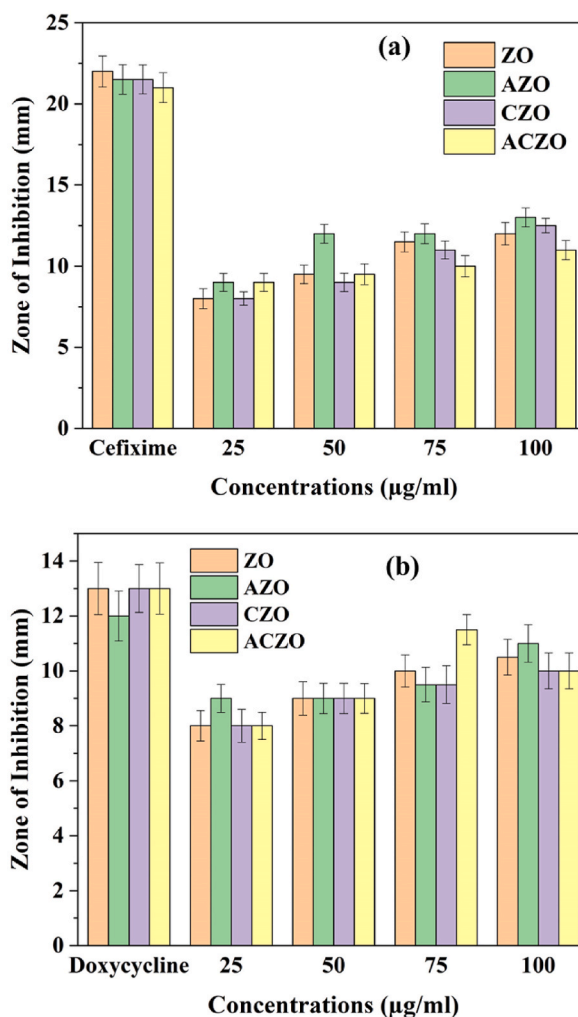 (a)
ZO
AZO
CZO
ACZO
25
20
15
10
5
0
Zone of Inhibition (mm)
Cefixime 25 50 75 100
Concentrations (µg/ml)
(b)
ZO
AZO
CZO
ACZO
14
12
10
8
6
4
2
0
Zone of Inhibition (mm)
Doxycycline 25 50 75 100
Concentrations (µg/ml)